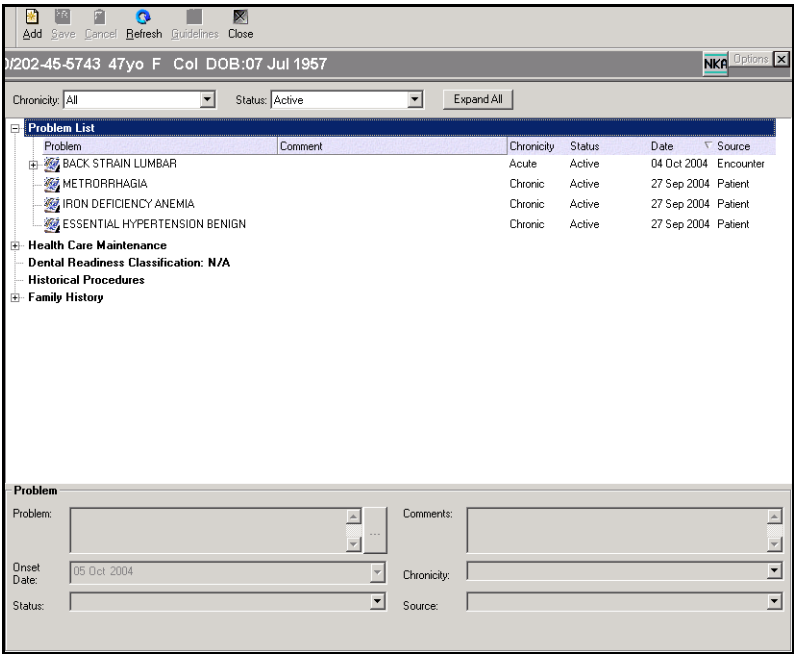 Add Save Cancel Refresh Guidelines Close
0/202-45-5743 47yo F Col DOB:07 Jul 1957 NKA Options
Chronicity: All Status: Active Expand All
Problem List
Problem Comment Chronicity Status Date Source
BACK STRAIN LUMBAR Acute Active 04 Oct 2004 Encounter
METRORRHAGIA Chronic Active 27 Sep 2004 Patient
IRON DEFICIENCY ANEMIA Chronic Active 27 Sep 2004 Patient
ESSENTIAL HYPERTENSION BENIGN Chronic Active 27 Sep 2004 Patient
Health Care Maintenance
Dental Readiness Classification: N/A
Historical Procedures
Family History
Problem
Problem: ... Comments:
Onset Date: 05 Oct 2004 Chronicity:
Status: Source: